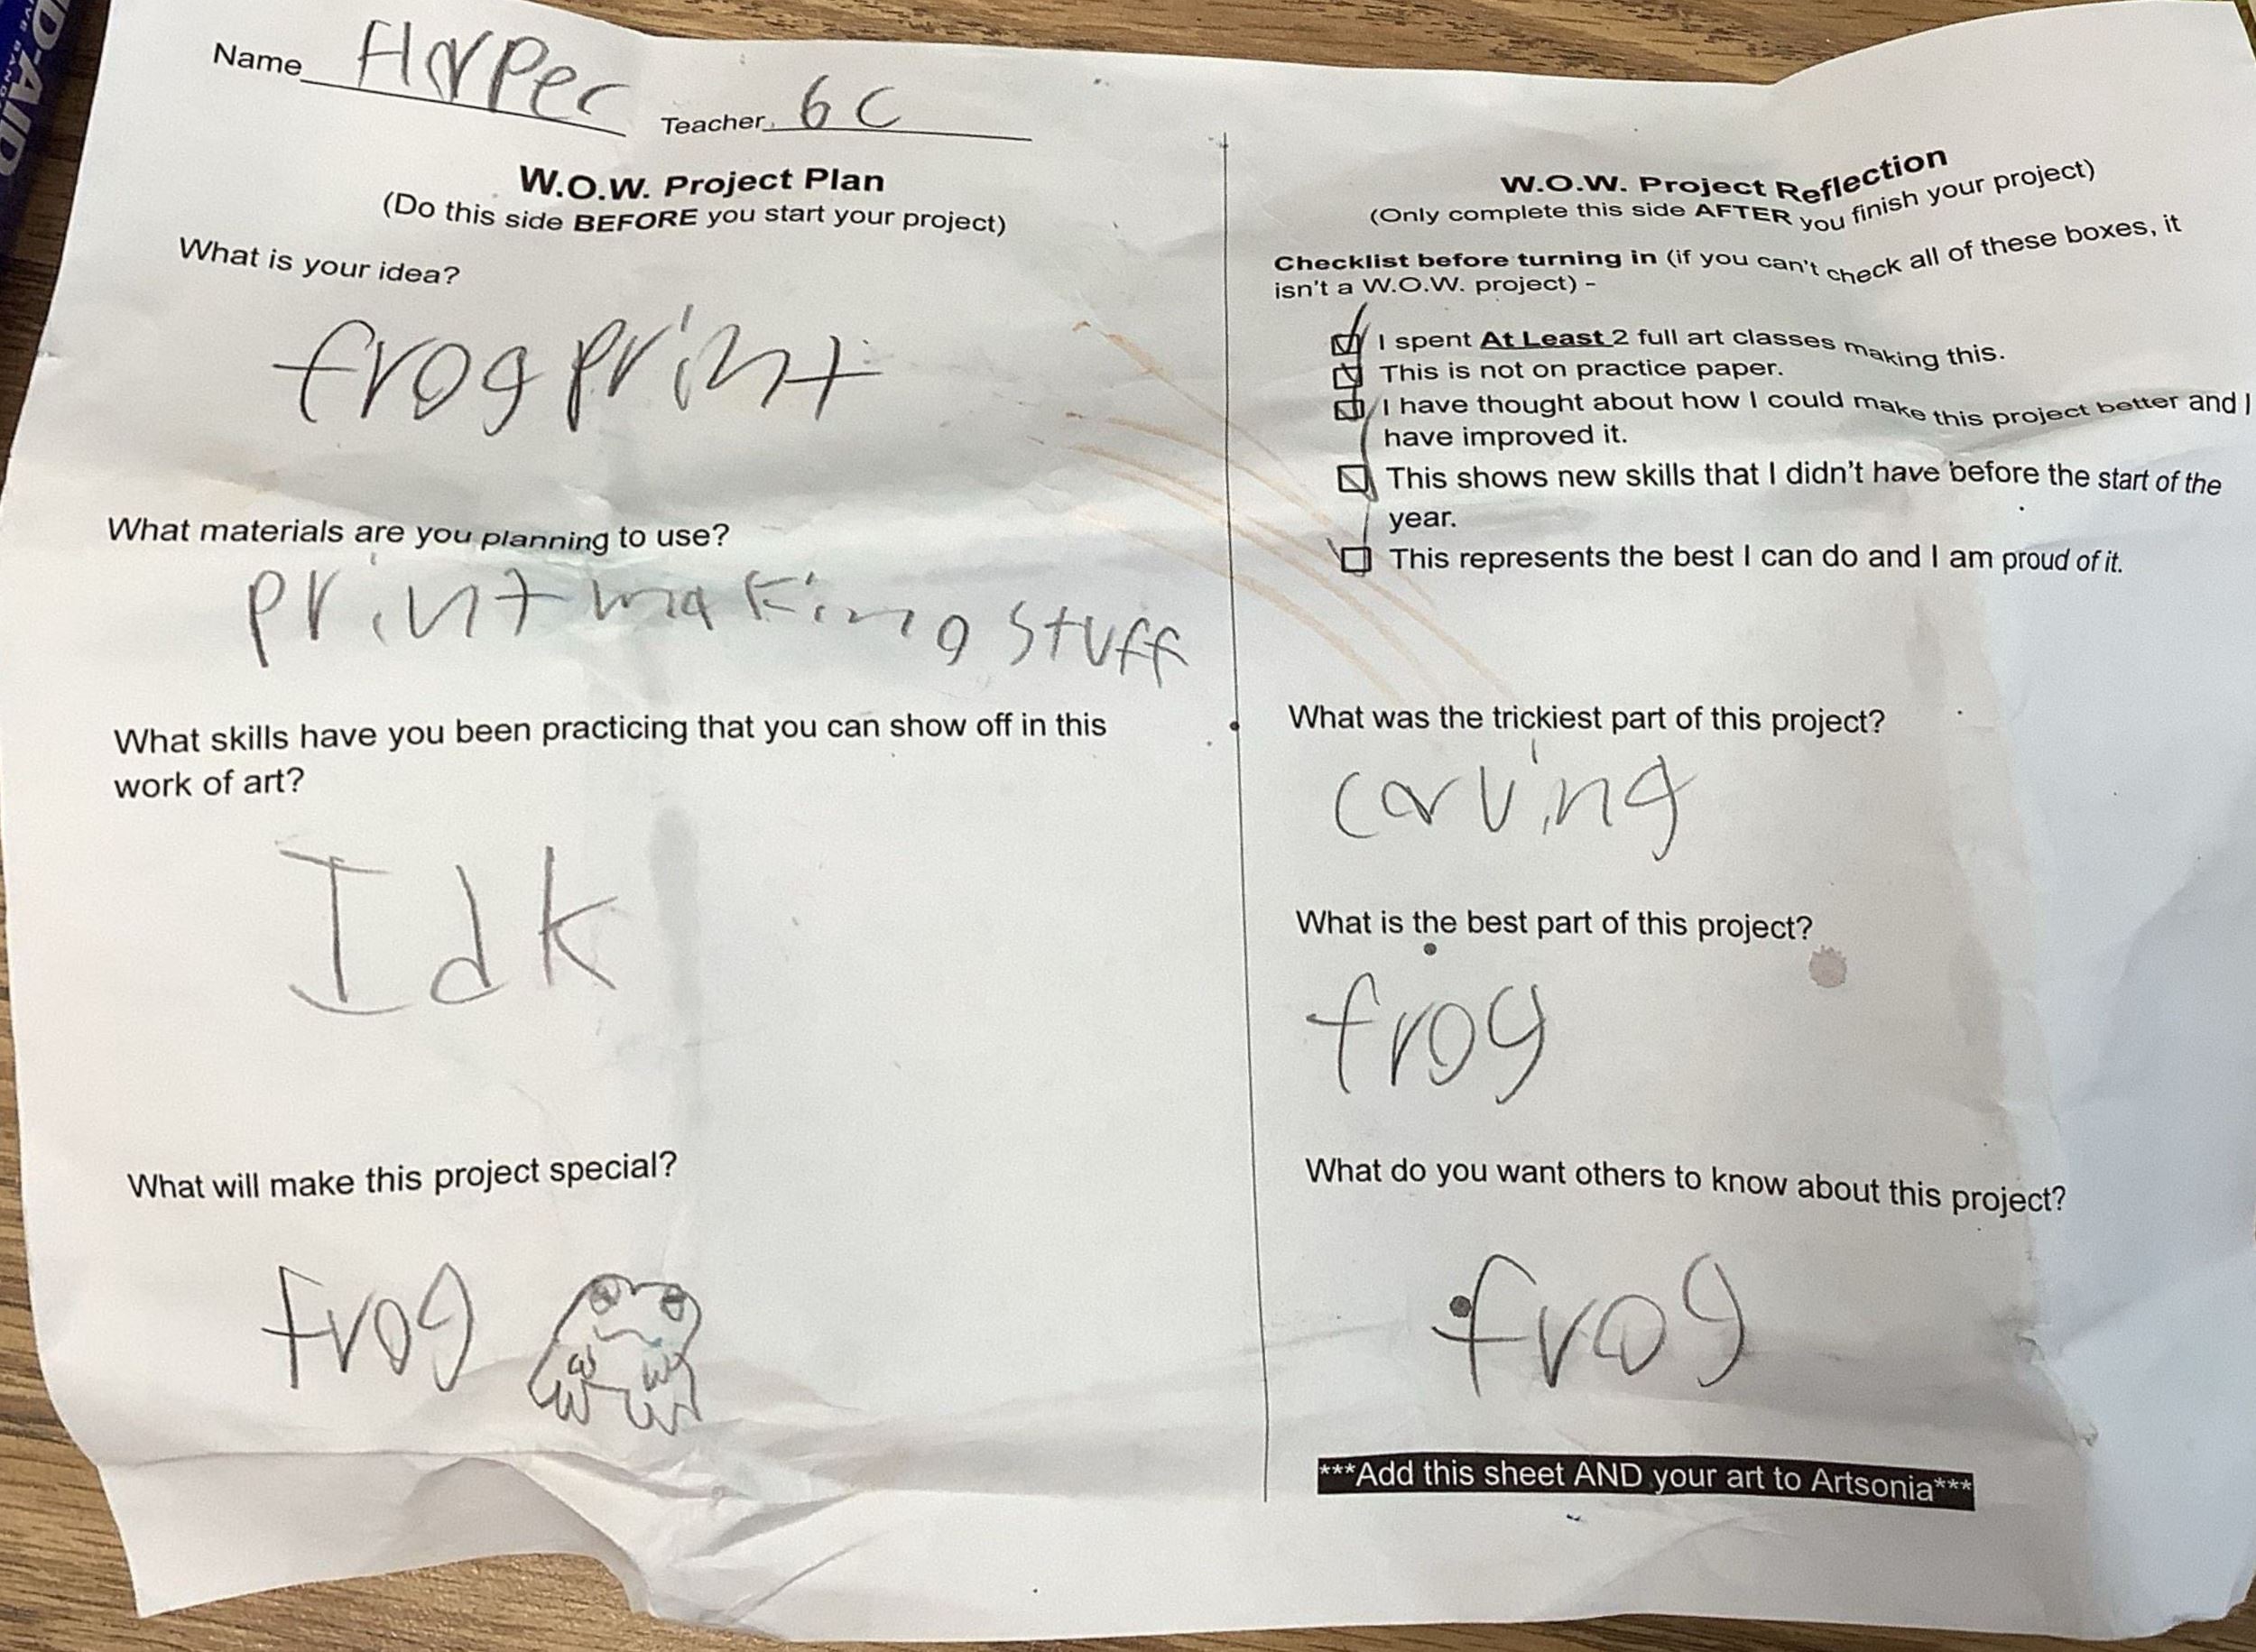 D-AID
Name Harper Teacher 6C
W.O.W. Project Plan
(Do this side BEFORE you start your project)
What is your idea?
frog print
What materials are you planning to use?
printmaking stuff
What skills have you been practicing that you can show off in this
work of art?
Idk
What will make this project special?
frog
W.O.W. Project Reflection
(Only complete this side AFTER you finish your project)
Checklist before turning in (if you can't check all of these boxes, it
isn't a W.O.W. project) -
I spent At Least 2 full art classes making this.
This is not on practice paper.
I have thought about how I could make this project better and I
have improved it.
This shows new skills that I didn't have before the start of the
year.
This represents the best I can do and I am proud of it.
What was the trickiest part of this project?
carving
What is the best part of this project?
frog
What do you want others to know about this project?
frog
***Add this sheet AND your art to Artsonia***